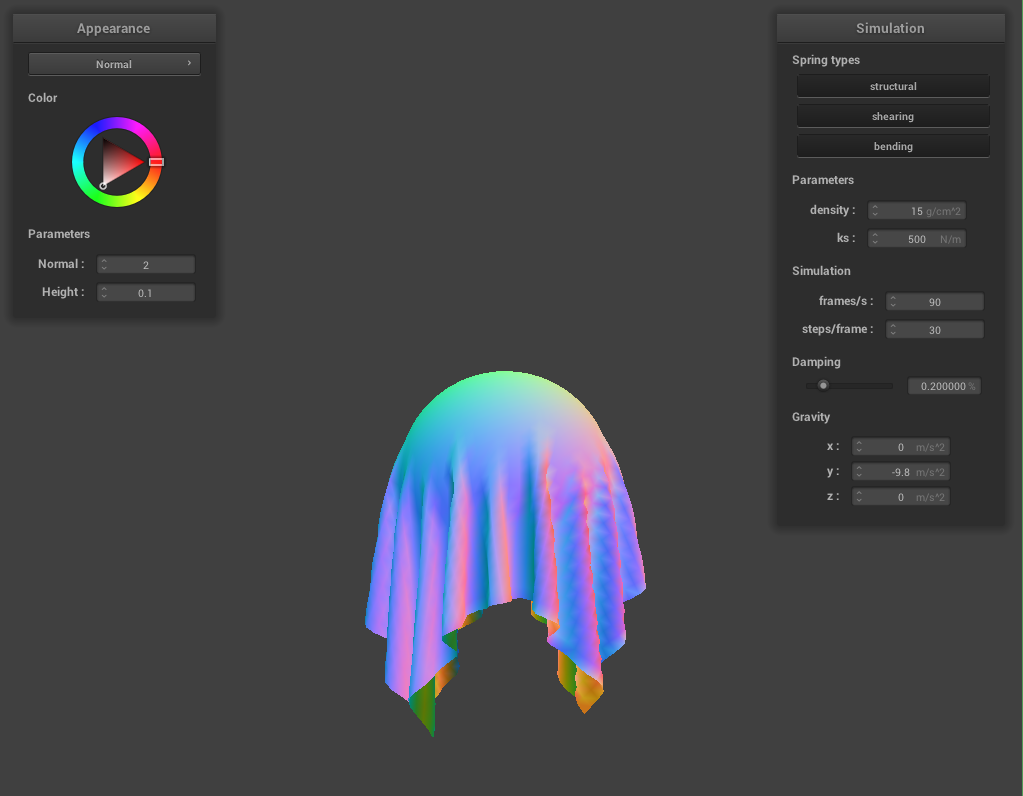 Appearance
Normal ›
Color
Parameters
Normal : 2
Height : 0.1
Simulation
Spring types
structural
shearing
bending
Parameters
density : 15 g/cm^2
ks : 500 N/m
Simulation
frames/s : 90
steps/frame : 30
Damping
0.200000 %
Gravity
x : 0 m/s^2
y : -9.8 m/s^2
z : 0 m/s^2